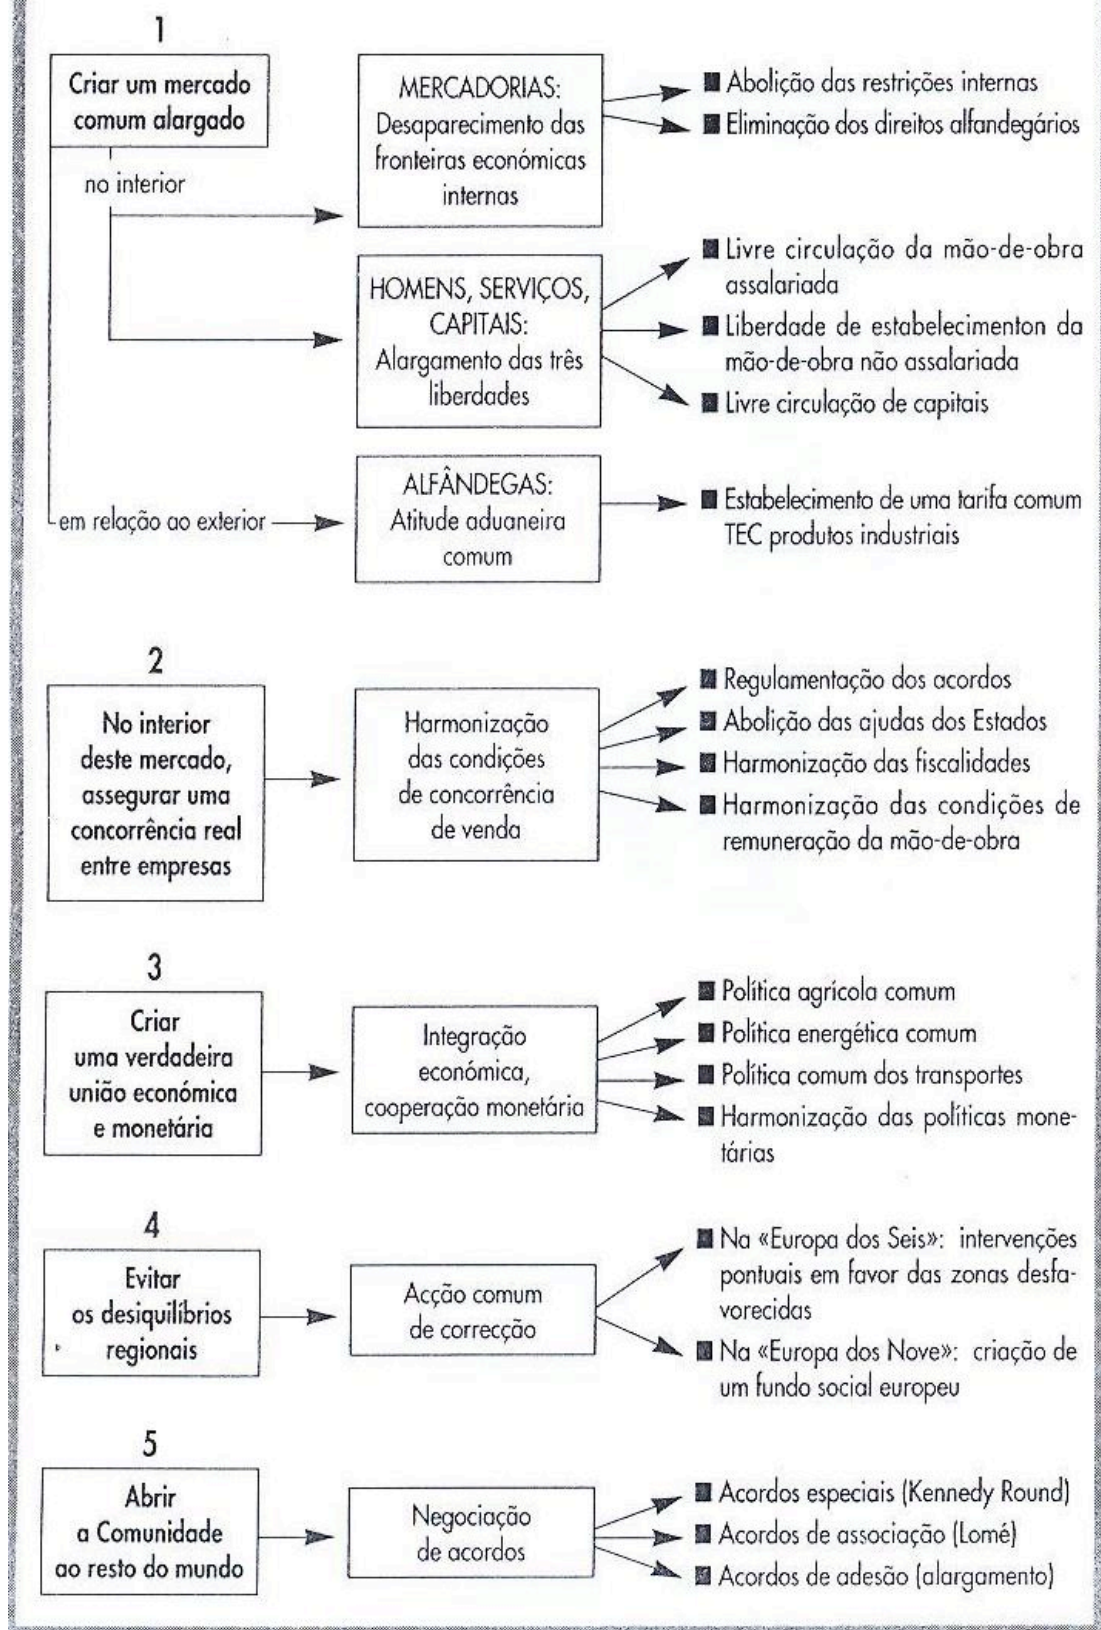 1
Criar um mercado
comum alargado
no interior
MERCADORIAS:
Desaparecimento das
fronteiras económicas
internas
■ Abolição das restrições internas
■ Eliminação dos direitos alfandegários
HOMENS, SERVIÇOS,
CAPITAIS:
Alargamento das três
liberdades
■ Livre circulação da mão-de-obra
assalariada
■ Liberdade de estabelecimenton da
mão-de-obra não assalariada
■ Livre circulação de capitais
em relação ao exterior
ALFÂNDEGAS:
Atitude aduaneira
comum
■ Estabelecimento de uma tarifa comum
TEC produtos industriais
2
No interior
deste mercado,
assegurar uma
concorrência real
entre empresas
Harmonização
das condições
de concorrência
de venda
■ Regulamentação dos acordos
■ Abolição das ajudas dos Estados
■ Harmonização das fiscalidades
■ Harmonização das condições de
remuneração da mão-de-obra
3
Criar
uma verdadeira
união económica
e monetária
Integração
económica,
cooperação monetária
■ Política agrícola comum
■ Política energética comum
■ Política comum dos transportes
■ Harmonização das políticas mone-
tárias
4
Evitar
os desiquilíbrios
regionais
Acção comum
de correcção
■ Na «Europa dos Seis»: intervenções
pontuais em favor das zonas desfa-
vorecidas
■ Na «Europa dos Nove»: criação de
um fundo social europeu
5
Abrir
a Comunidade
ao resto do mundo
Negociação
de acordos
■ Acordos especiais (Kennedy Round)
■ Acordos de associação (Lomé)
■ Acordos de adesão (alargamento)